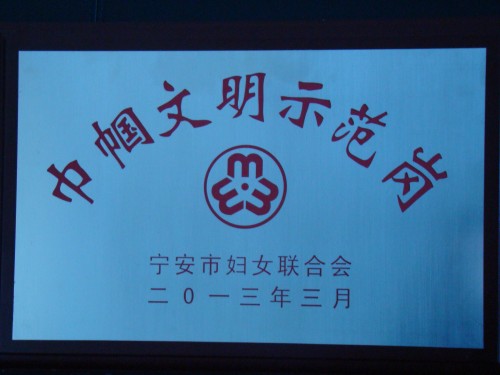 巾帼文明示范岗
宁安市妇女联合会
二0一三年三月